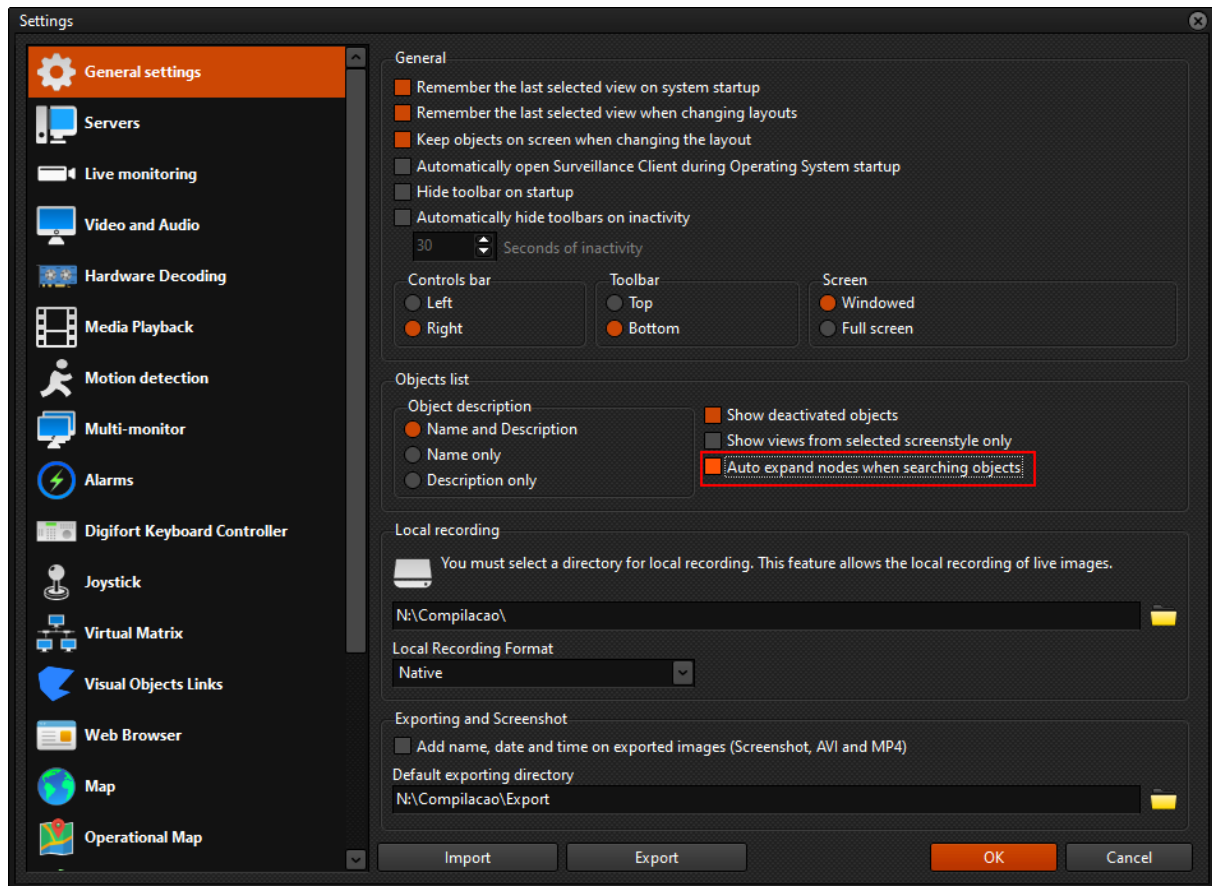 Settings
General settings
Servers
Live monitoring
Video and Audio
Hardware Decoding
Media Playback
Motion detection
Multi-monitor
Alarms
Digifort Keyboard Controller
Joystick
Virtual Matrix
Visual Objects Links
Web Browser
Map
Operational Map
General
Remember the last selected view on system startup
Remember the last selected view when changing layouts
Keep objects on screen when changing the layout
Automatically open Surveillance Client during Operating System startup
Hide toolbar on startup
Automatically hide toolbars on inactivity
30 Seconds of inactivity
Controls bar
Left
Right
Toolbar
Top
Bottom
Screen
Windowed
Full screen
Objects list
Object description
Name and Description
Name only
Description only
Show deactivated objects
Show views from selected screenstyle only
Auto expand nodes when searching objects
Local recording
You must select a directory for local recording. This feature allows the local recording of live images.
N:\Compilacao\
Local Recording Format
Native
Exporting and Screenshot
Add name, date and time on exported images (Screenshot, AVI and MP4)
Default exporting directory
N:\Compilacao\Export
Import Export OK Cancel